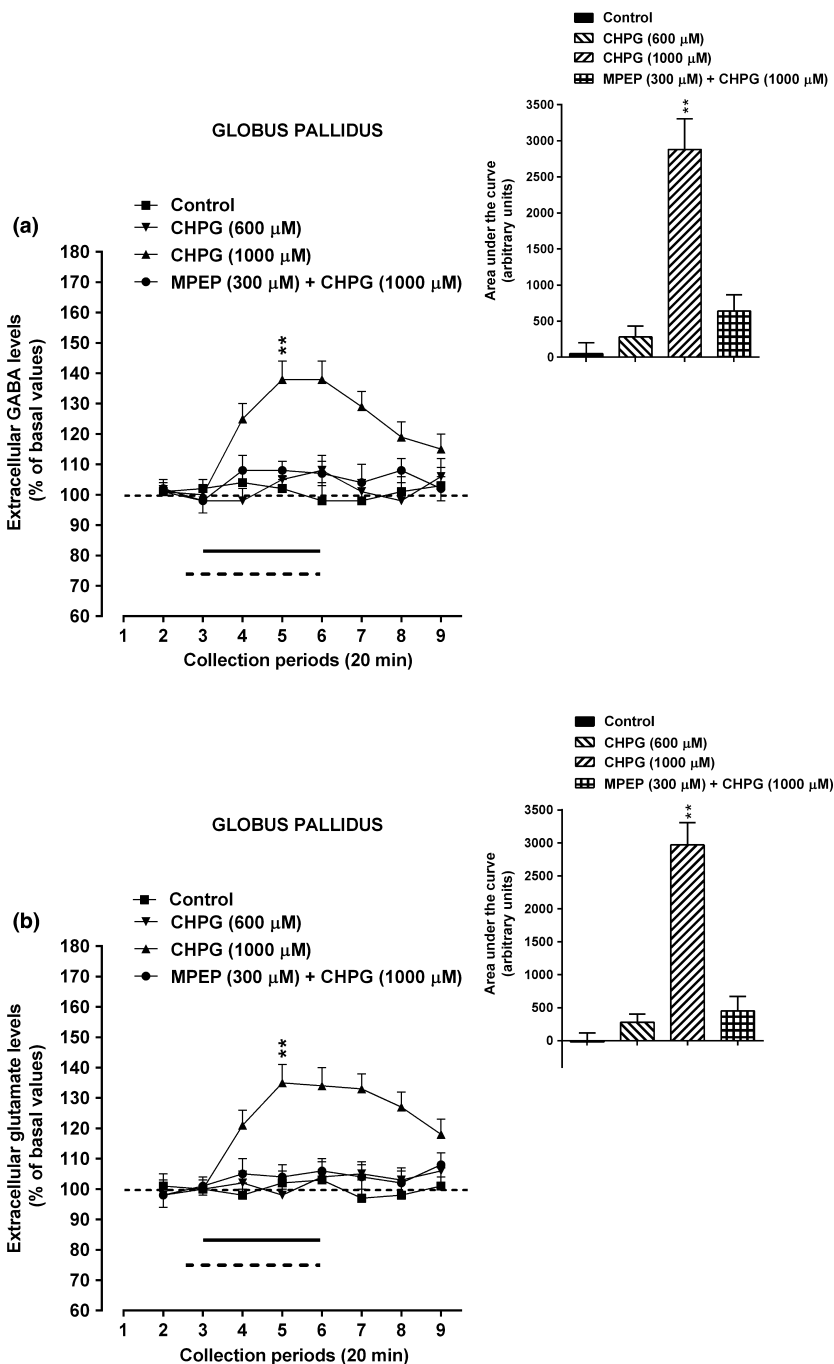 Control
CHPG (600 μM)
CHPG (1000 μM)
MPEP (300 μM) + CHPG (1000 μM)
3500
3000
2500
2000
1500
1000
500
0
Area under the curve
(arbitrary units)
**
GLOBUS PALLIDUS
(a)
Control
CHPG (600 μM)
CHPG (1000 μM)
MPEP (300 μM) + CHPG (1000 μM)
180
170
160
150
140
130
120
110
100
90
80
70
60
Extracellular GABA levels
(% of basal values)
**
1 2 3 4 5 6 7 8 9
Collection periods (20 min)
Control
CHPG (600 μM)
CHPG (1000 μM)
MPEP (300 μM) + CHPG (1000 μM)
3500
3000
2500
2000
1500
1000
500
0
Area under the curve
(arbitrary units)
**
GLOBUS PALLIDUS
(b)
Control
CHPG (600 μM)
CHPG (1000 μM)
MPEP (300 μM) + CHPG (1000 μM)
180
170
160
150
140
130
120
110
100
90
80
70
60
Extracellular glutamate levels
(% of basal values)
**
1 2 3 4 5 6 7 8 9
Collection periods (20 min)